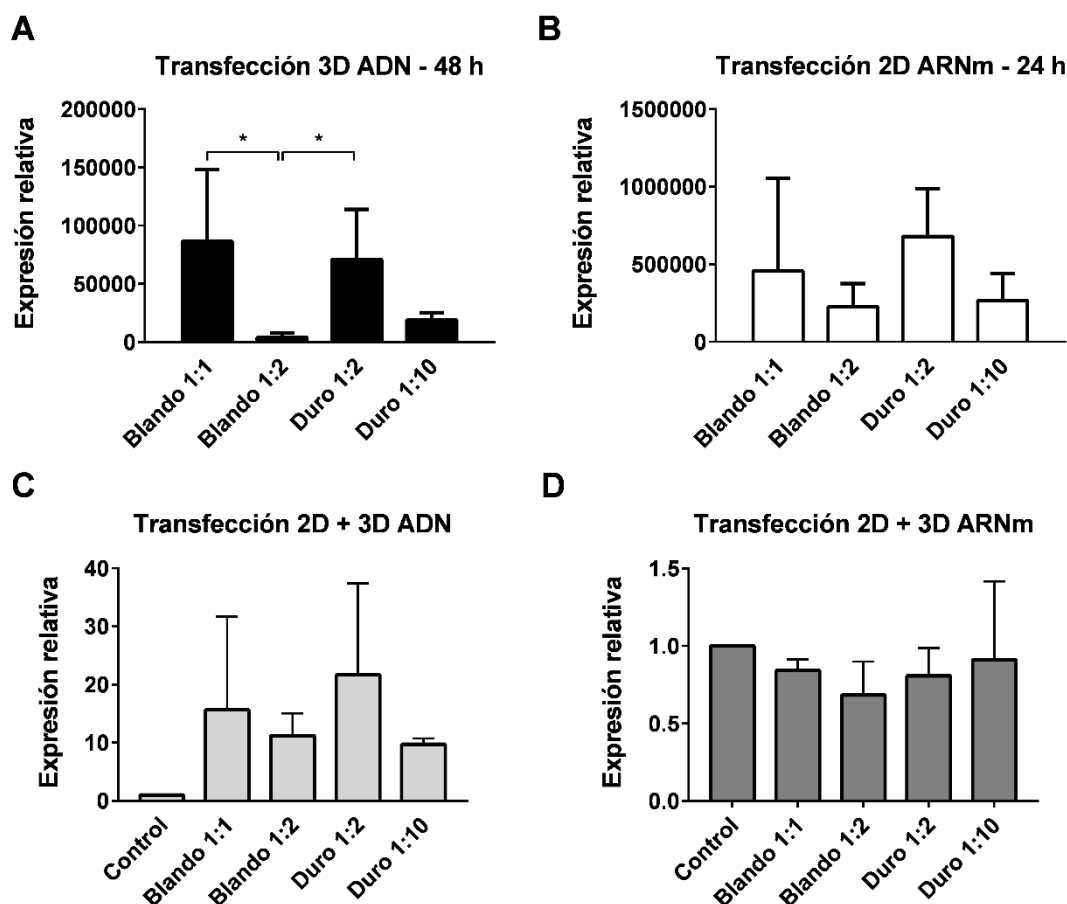 A
Transfección 3D ADN - 48 h
Expresión relativa
200000
150000
100000
50000
0
* *
Blando 1:1
Blando 1:2
Duro 1:2
Duro 1:10
B
Transfección 2D ARNm - 24 h
Expresión relativa
1500000
1000000
500000
0
Blando 1:1
Blando 1:2
Duro 1:2
Duro 1:10
C
Transfección 2D + 3D ADN
Expresión relativa
40
30
20
10
0
Control
Blando 1:1
Blando 1:2
Duro 1:2
Duro 1:10
D
Transfección 2D + 3D ARNm
Expresión relativa
1.5
1.0
0.5
0.0
Control
Blando 1:1
Blando 1:2
Duro 1:2
Duro 1:10